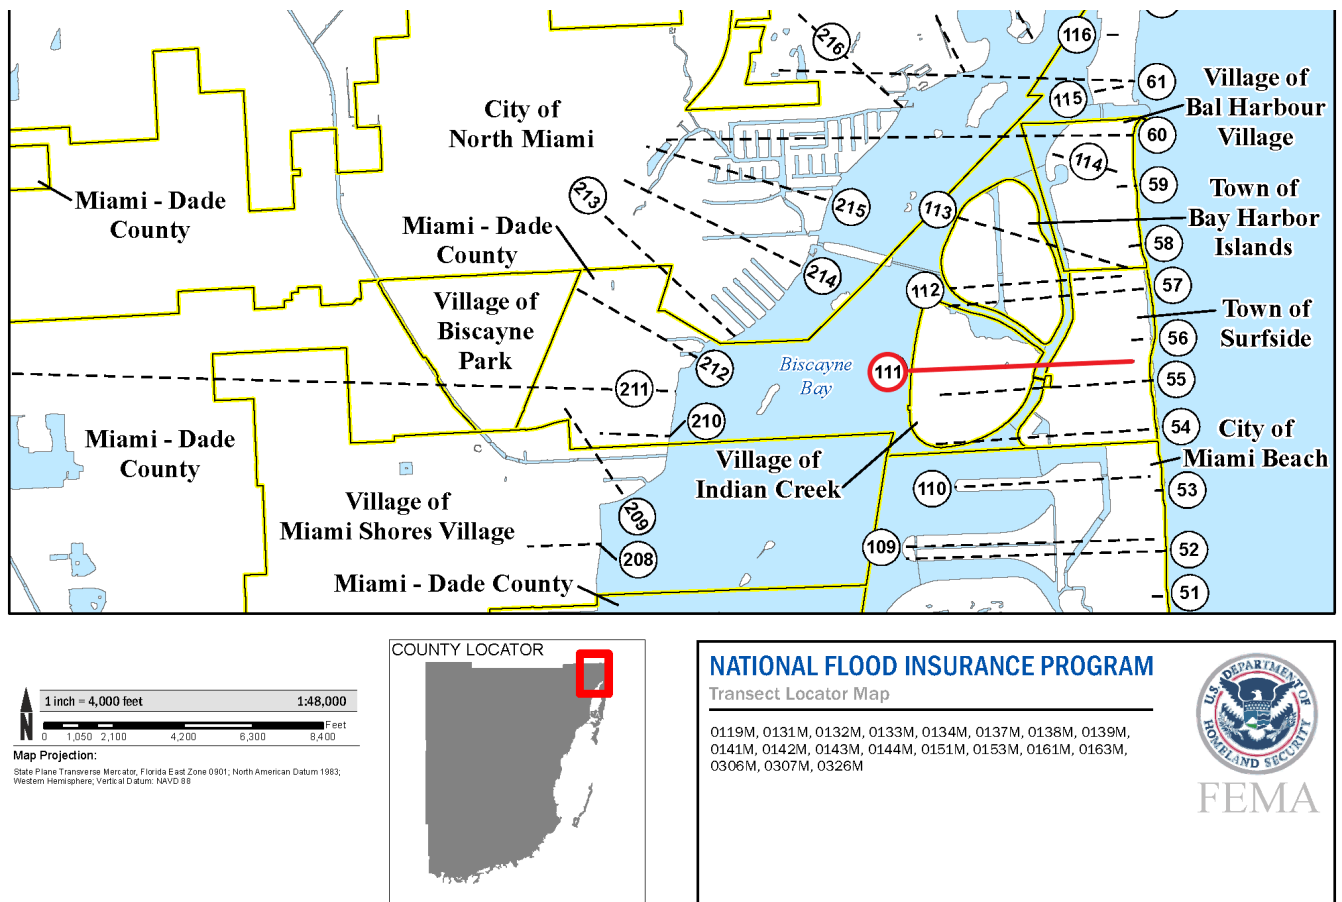 116
216
61
Village of
Bal Harbour
Village
115
City of
North Miami
60
114
59
Miami - Dade
County
213
215
113
Town of
Bay Harbor
Islands
Miami - Dade
County
58
214
112
57
Village of
Biscayne
Park
Town of
Surfside
56
212
Biscayne
Bay
111
211
55
210
54
Miami - Dade
County
City of
Miami Beach
Village of
Indian Creek
110
53
Village of
Miami Shores Village
209
109
52
208
Miami - Dade County
51
COUNTY LOCATOR
1 inch = 4,000 feet 1:48,000
N
Feet
0 1,050 2,100 4,200 6,300 8,400
Map Projection:
State Plane Transverse Mercator, Florida East Zone 0901; North American Datum 1983;
Western Hemisphere; Vertical Datum: NAVD 88
NATIONAL FLOOD INSURANCE PROGRAM
Transect Locator Map
0119M, 0131M, 0132M, 0133M, 0134M, 0137M, 0138M, 0139M,
0141M, 0142M, 0143M, 0144M, 0151M, 0153M, 0161M, 0163M,
0306M, 0307M, 0326M
U.S. DEPARTMENT OF
HOMELAND SECURITY
FEMA